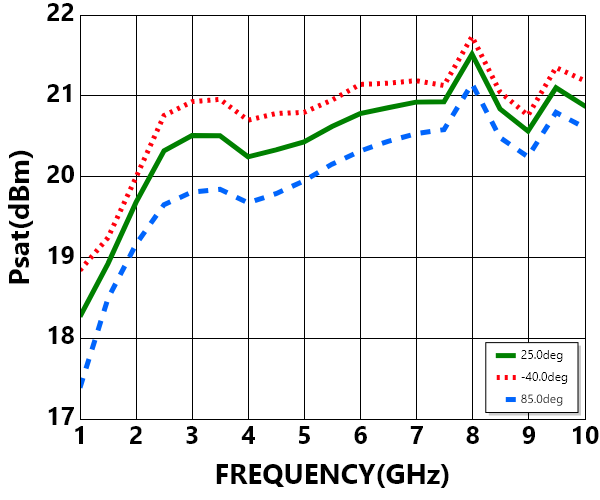 22
21
20
19
18
17
Psat(dBm)
1 2 3 4 5 6 7 8 9 10
FREQUENCY(GHz)
25.0deg
-40.0deg
85.0deg